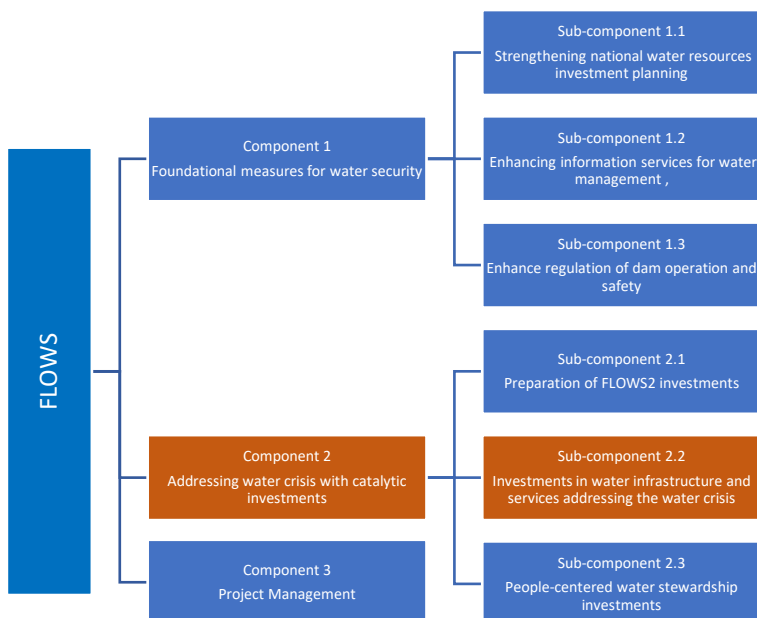 FLOWS
Component 1
Foundational measures for water security
Sub-component 1.1
Strengthening national water resources
investment planning
Sub-component 1.2
Enhancing information services for water
management ,
Sub-component 1.3
Enhance regulation of dam operation and
safety
Component 2
Addressing water crisis with catalytic
investments
Sub-component 2.1
Preparation of FLOWS2 investments
Sub-component 2.2
Investments in water infrastructure and
services addressing the water crisis
Sub-component 2.3
People-centered water stewardship
investments
Component 3
Project Management